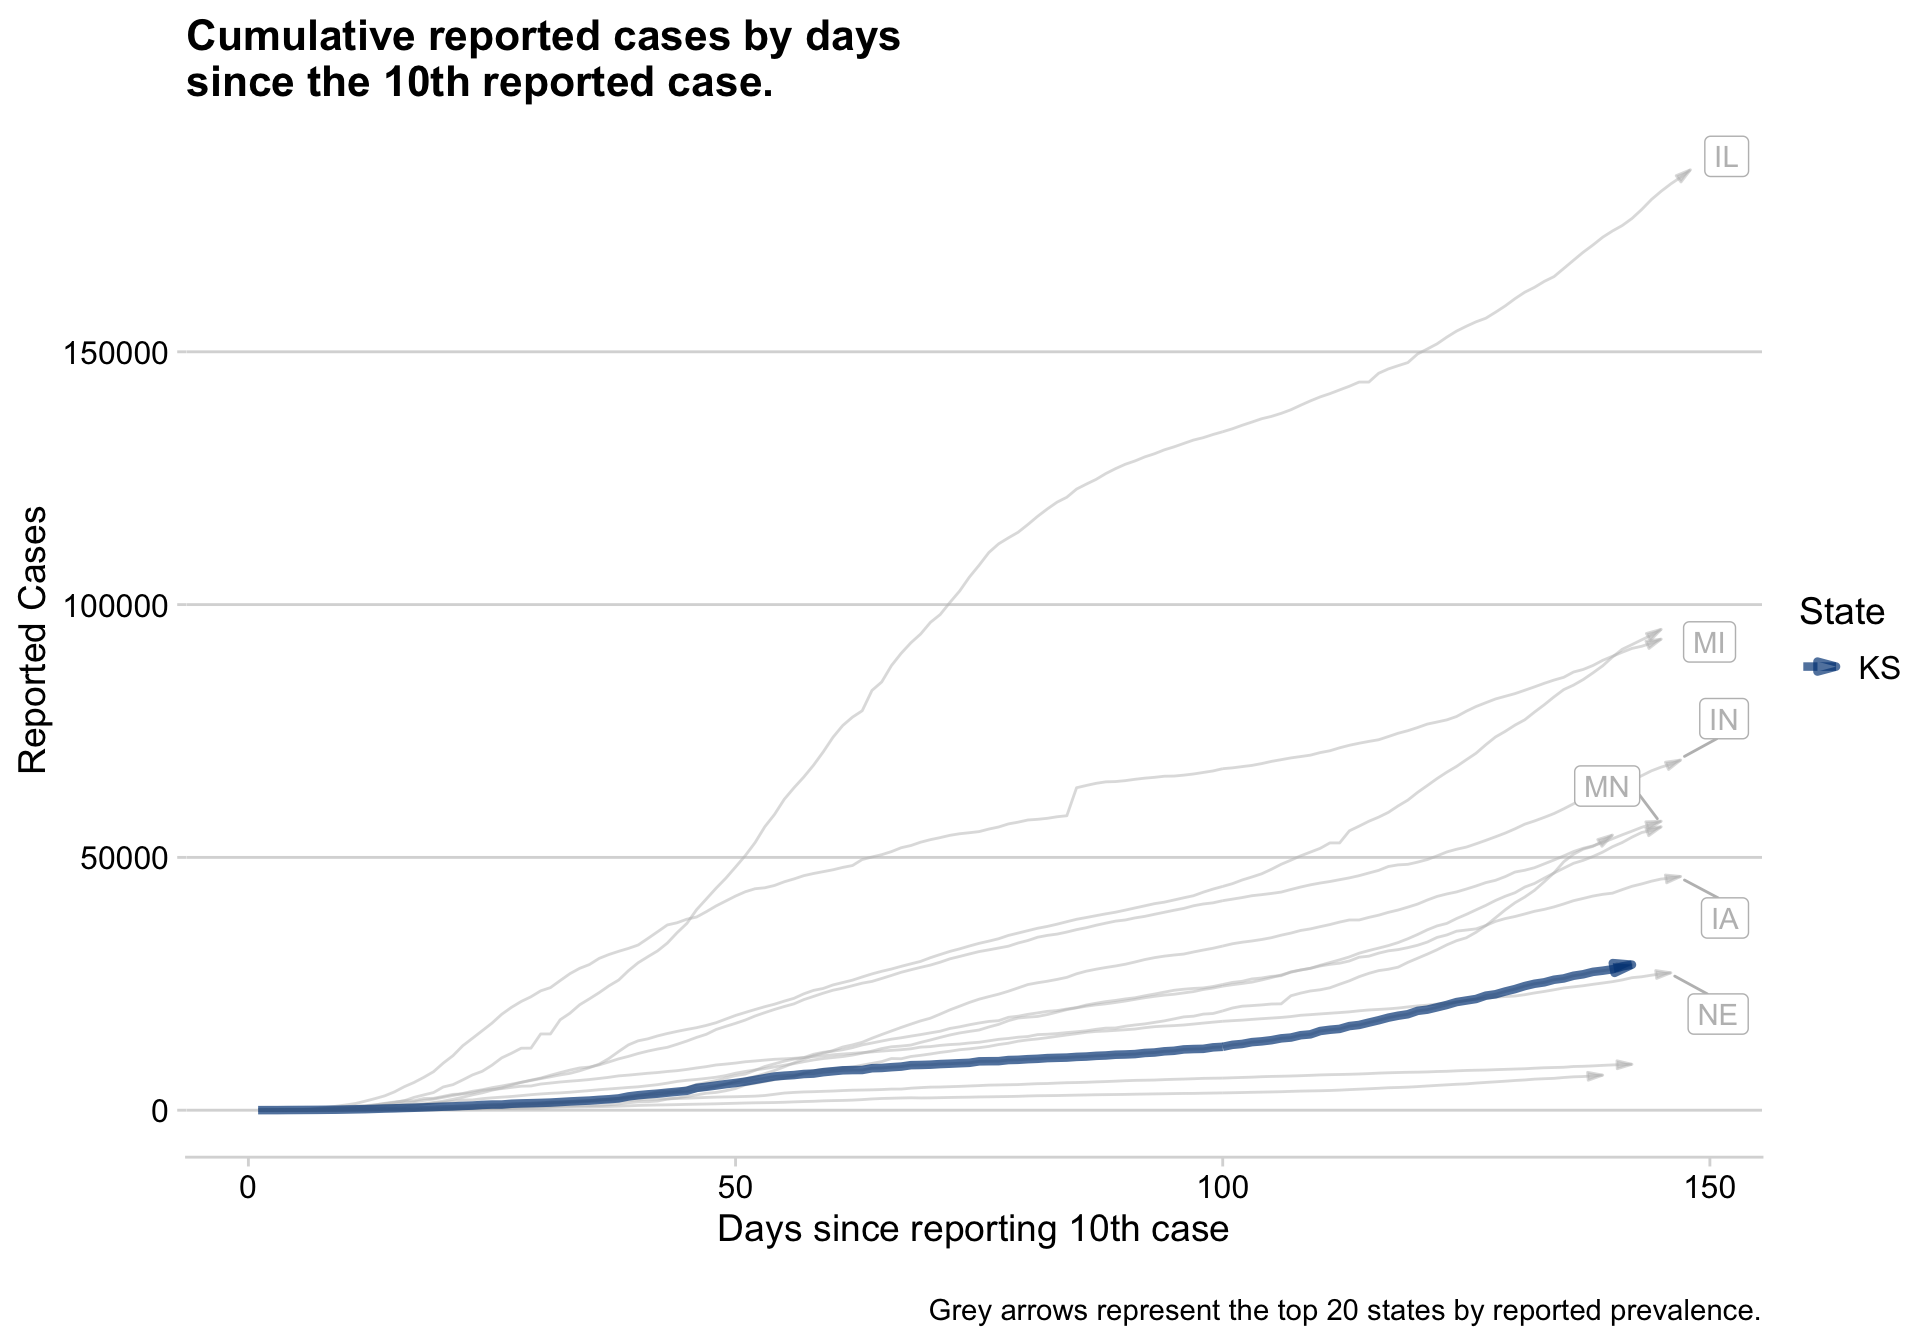 Cumulative reported cases by days
since the 10th reported case.
IL
150000
100000
MI
IN
MN
50000
IA
NE
0
Reported Cases
State
KS
0 50 100 150
Days since reporting 10th case
Grey arrows represent the top 20 states by reported prevalence.